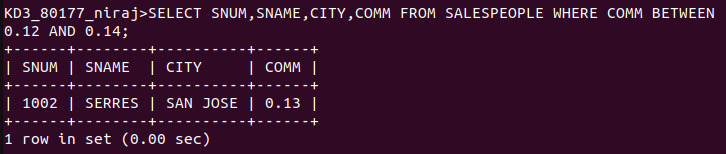 KD3_80177_niraj>SELECT SNUM,SNAME,CITY,COMM FROM SALESPEOPLE WHERE COMM BETWEEN
0.12 AND 0.14;
+------+--------+----------+------+
| SNUM | SNAME  | CITY     | COMM |
+------+--------+----------+------+
| 1002 | SERRES | SAN JOSE | 0.13 |
+------+--------+----------+------+
1 row in set (0.00 sec)